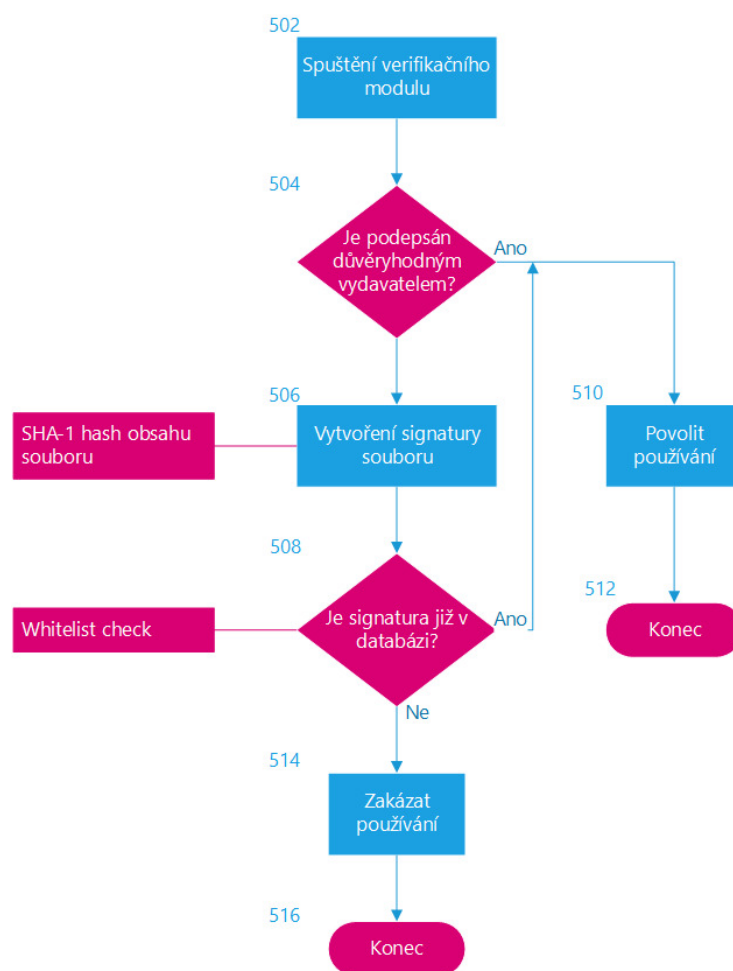 502
Spuštění verifikačního
modulu
504
Je podepsán
důvěryhodným
vydavatelem?
Ano
506
SHA-1 hash obsahu
souboru
Vytvoření signatury
souboru
510
Povolit
používání
508
Whitelist check
Je signatura již v
databázi?
Ano
512
Konec
Ne
514
Zakázat
používání
516
Konec